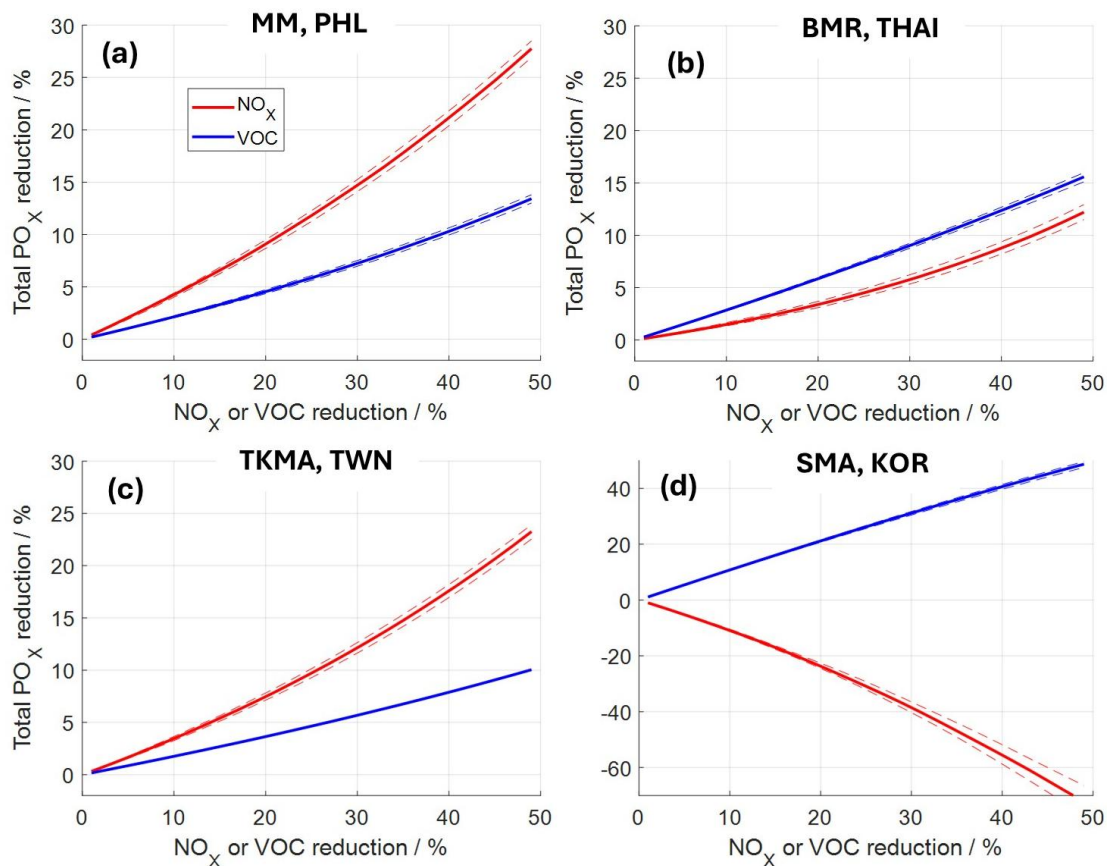 MM, PHL
(a)
NOX
VOC
30
25
20
15
10
5
0
Total POX reduction / %
0 10 20 30 40 50
NOX or VOC reduction / %
BMR, THAI
(b)
30
25
20
15
10
5
0
Total POX reduction / %
0 10 20 30 40 50
NOX or VOC reduction / %
TKMA, TWN
(c)
30
25
20
15
10
5
0
Total POX reduction / %
0 10 20 30 40 50
NOX or VOC reduction / %
SMA, KOR
(d)
40
20
0
-20
-40
-60
0 10 20 30 40 50
NOX or VOC reduction / %